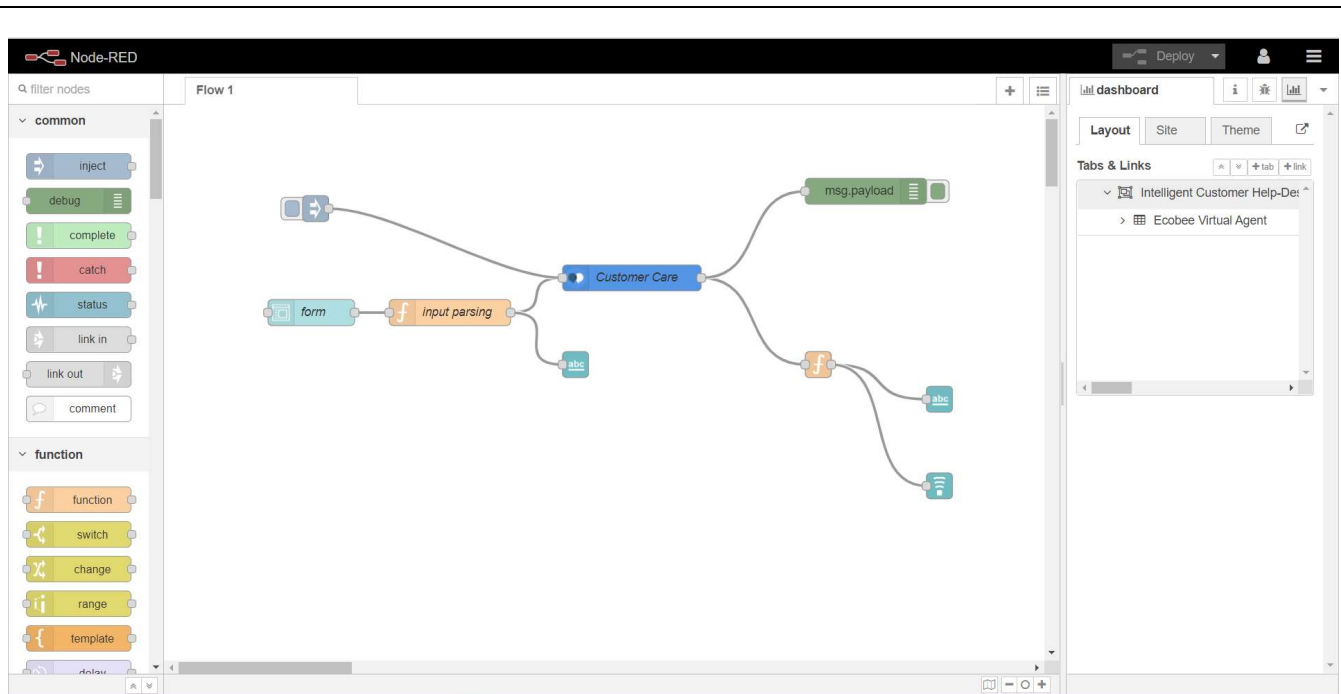 Node-RED
Deploy
filter nodes
Flow 1
dashboard
i
common
Layout
Site
Theme
inject
Tabs & Links
+tab
+link
debug
msg.payload
Intelligent Customer Help-Des
complete
Ecobee Virtual Agent
catch
Customer Care
status
form
input parsing
link in
abc
link out
abc
comment
function
function
switch
change
range
template
delay